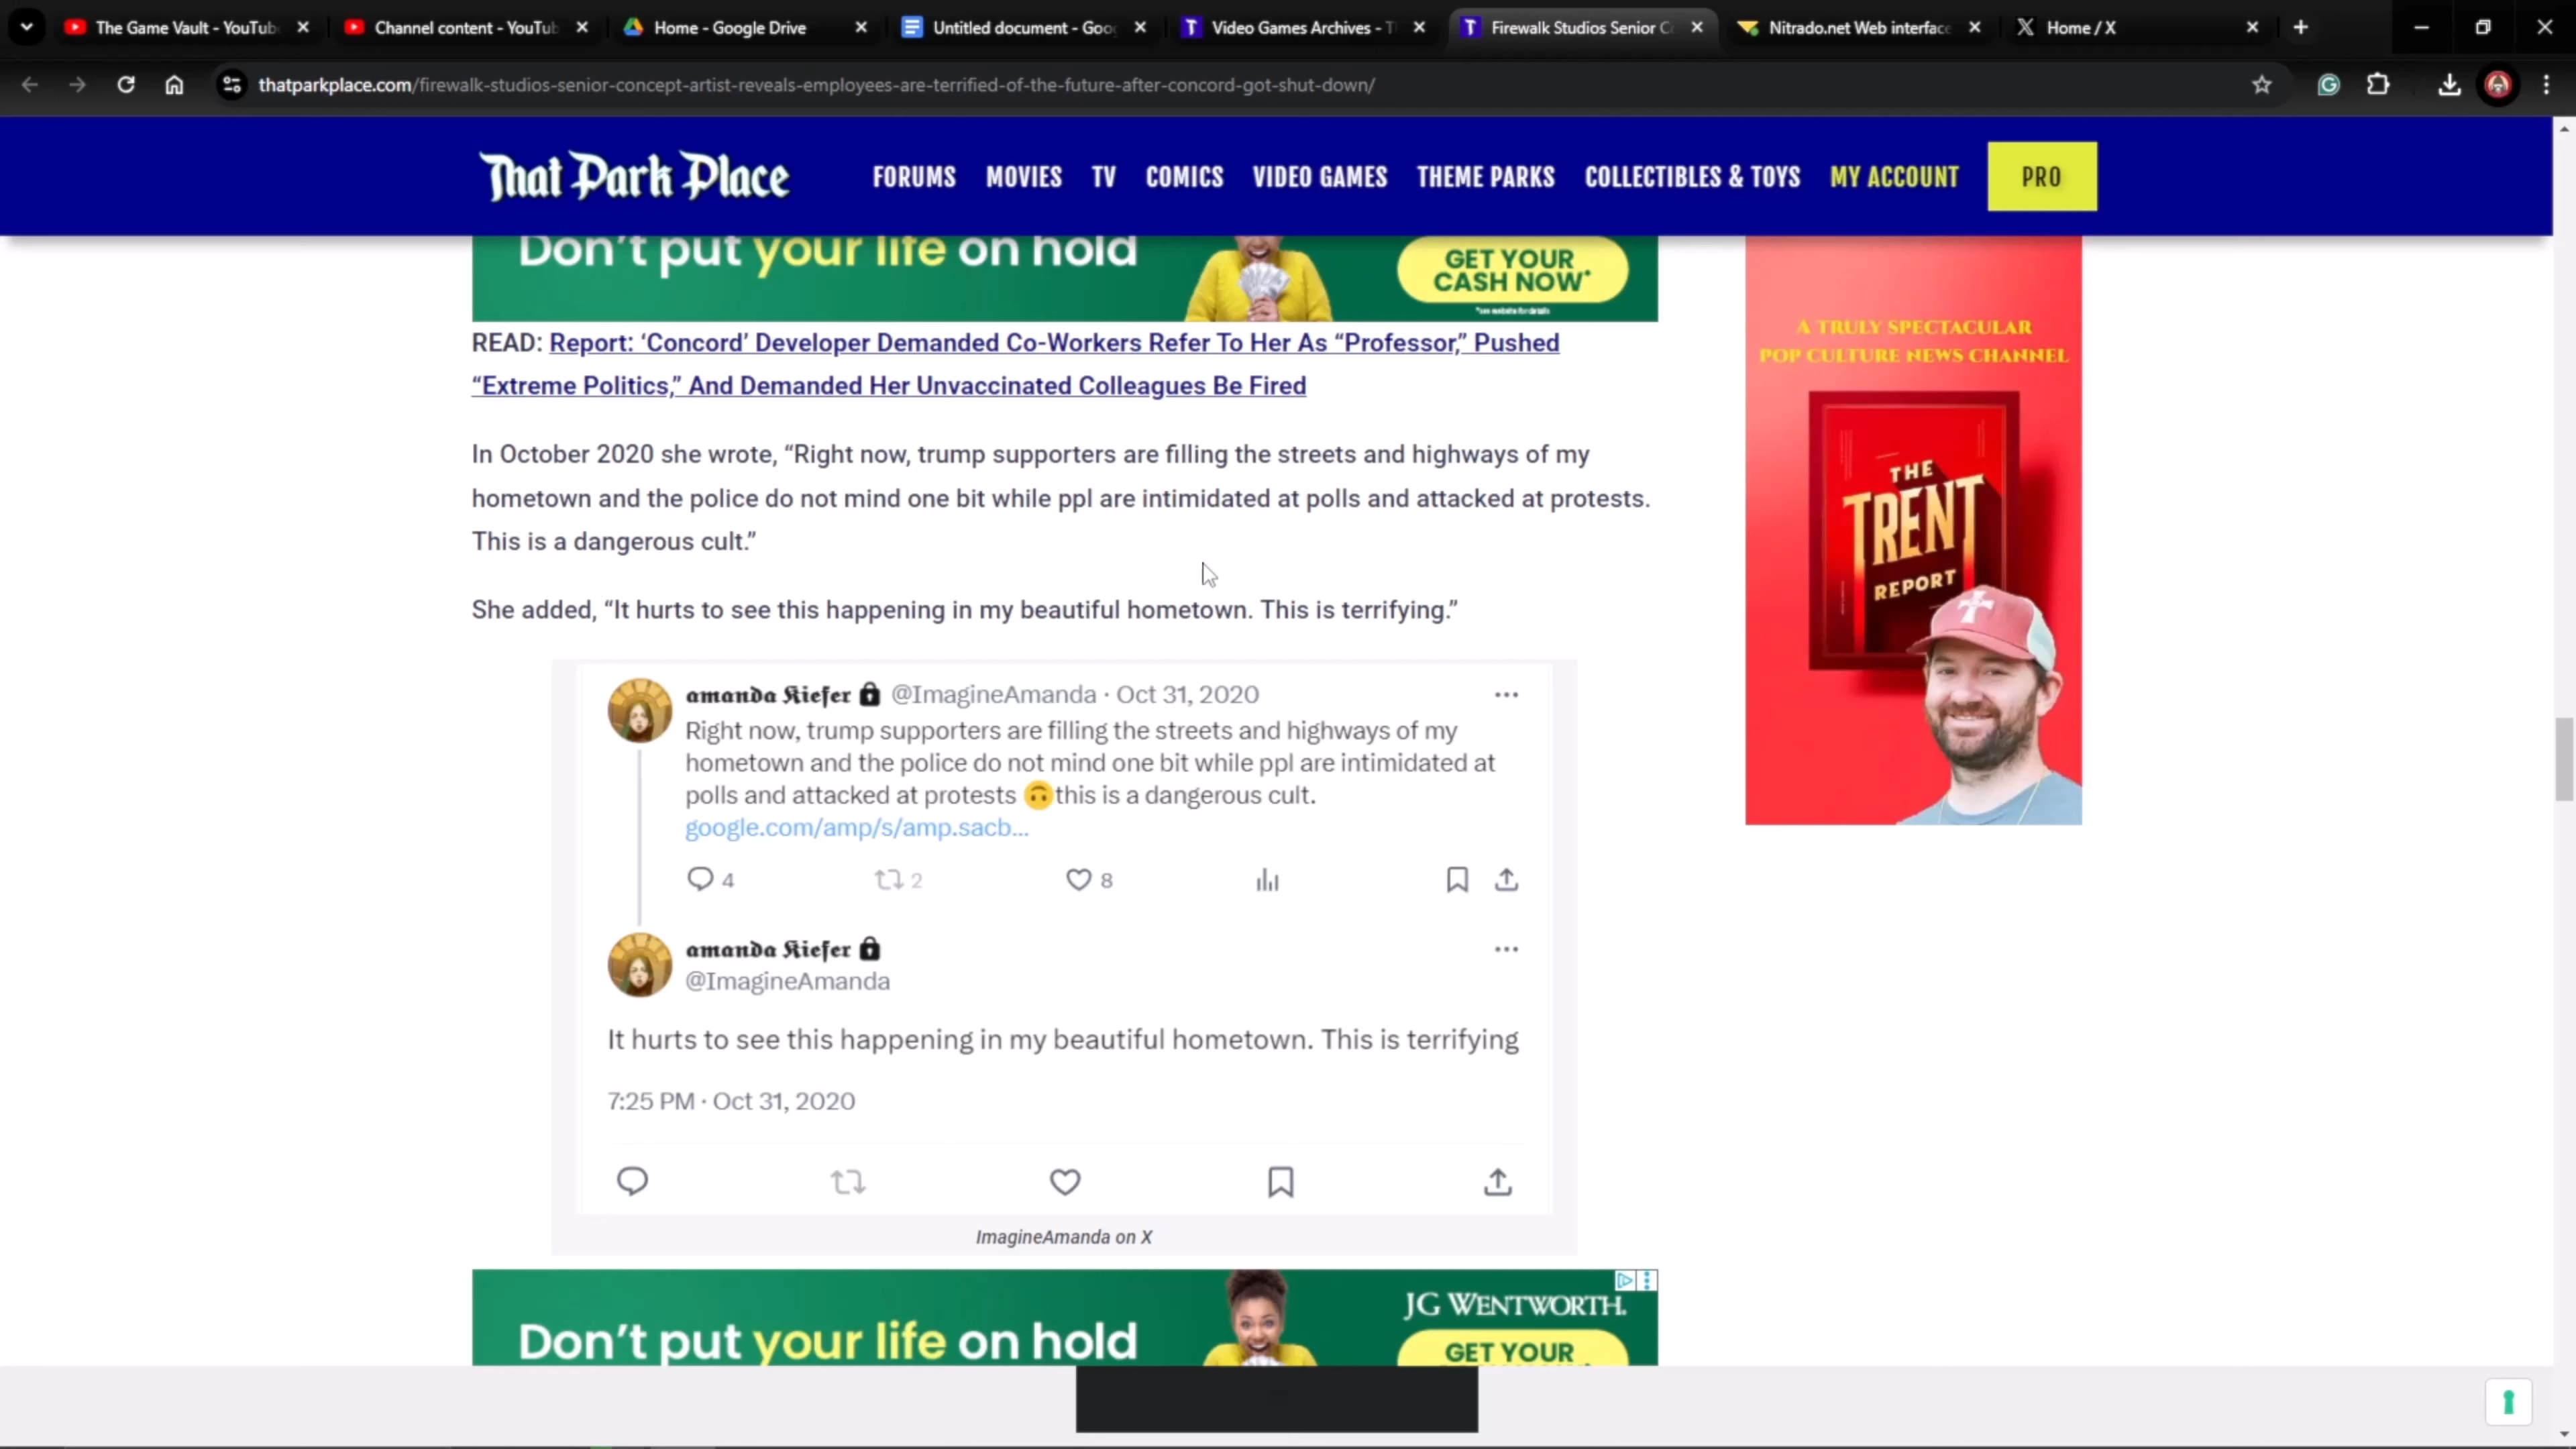 The Game Vault - YouTub
Channel content - YouTub
Home - Google Drive
Untitled document - Goo
Video Games Archives - T
Firewalk Studios Senior C
Nitrado.net Web interface
Home / X
thatparkplace.com/firewalk-studios-senior-concept-artist-reveals-employees-are-terrified-of-the-future-after-concord-got-shut-down/
That Park Place
FORUMS MOVIES TV COMICS VIDEO GAMES THEME PARKS COLLECTIBLES & TOYS MY ACCOUNT PRO
Don't put your life on hold
GET YOUR
CASH NOW*
*see website for details
READ: Report: ‘Concord’ Developer Demanded Co-Workers Refer To Her As “Professor,” Pushed
“Extreme Politics,” And Demanded Her Unvaccinated Colleagues Be Fired
In October 2020 she wrote, “Right now, trump supporters are filling the streets and highways of my
hometown and the police do not mind one bit while ppl are intimidated at polls and attacked at protests.
This is a dangerous cult.”
She added, “It hurts to see this happening in my beautiful hometown. This is terrifying.”
amanda Kiefer @ImagineAmanda · Oct 31, 2020
Right now, trump supporters are filling the streets and highways of my
hometown and the police do not mind one bit while ppl are intimidated at
polls and attacked at protests 🙃this is a dangerous cult.
google.com/amp/s/amp.sacb...
4 2 8
amanda Kiefer
@ImagineAmanda
It hurts to see this happening in my beautiful hometown. This is terrifying
7:25 PM · Oct 31, 2020
ImagineAmanda on X
Don't put your life on hold
JG WENTWORTH.
GET YOUR
A TRULY SPECTACULAR
POP CULTURE NEWS CHANNEL
THE
TRENT
REPORT